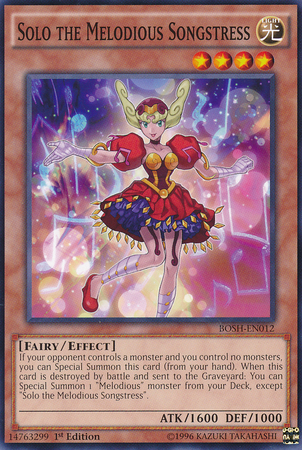 Solo the Melodious Songstress
LIGHT
光
BOSH-EN012
[Fairy/Effect]
If your opponent controls a monster and you control no monsters,
you can Special Summon this card (from your hand). When this
card is destroyed by battle and sent to the Graveyard: You can
Special Summon 1 "Melodious" monster from your Deck, except
"Solo the Melodious Songstress".
ATK/1600 DEF/1000
14763299 1st Edition ©1996 KAZUKI TAKAHASHI